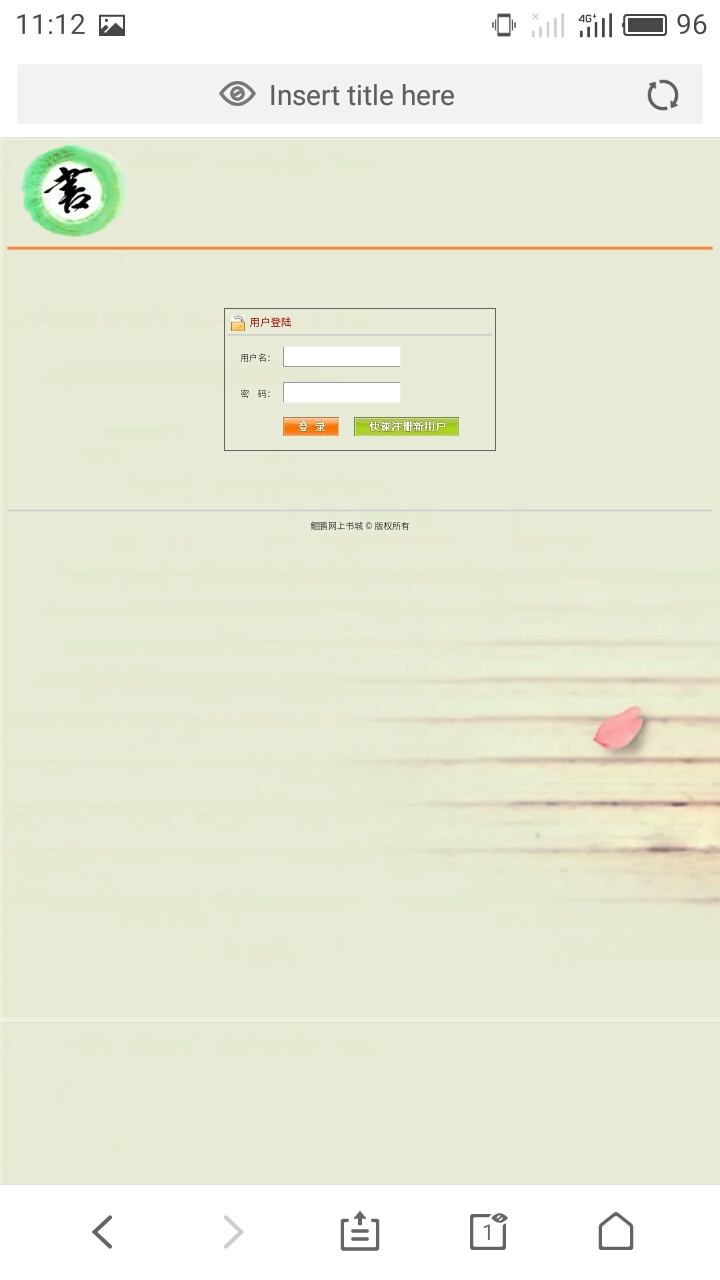 11:12 4G+ 96
Insert title here
書
用户登陆
用户名：
密 码：
登 录 快速注册新用户
鲲鹏网上书城 © 版权所有
1